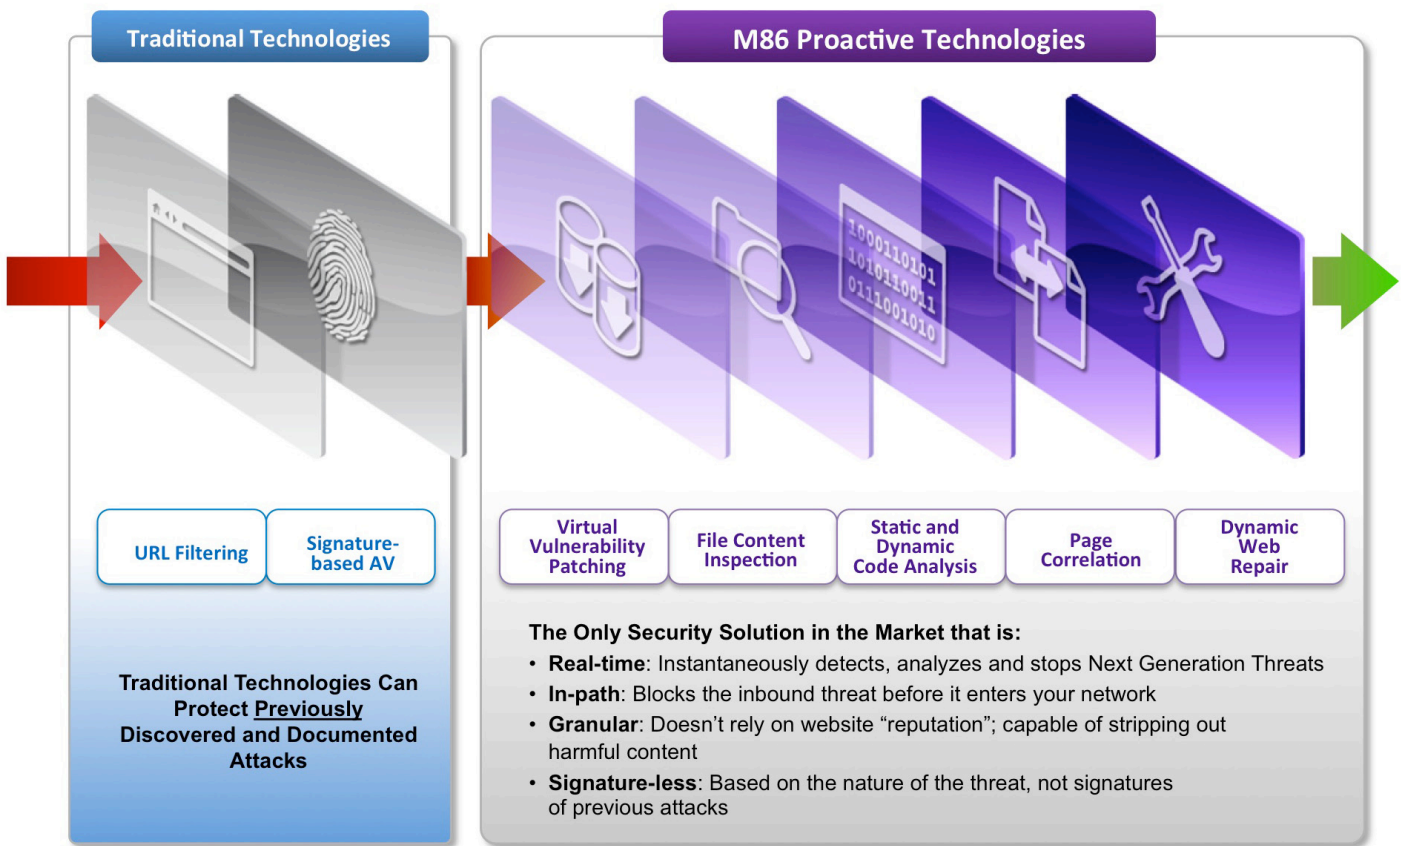 Traditional Technologies
M86 Proactive Technologies
1000110101
1010110011
0111001010
URL Filtering
Signature-
based AV
Virtual
Vulnerability
Patching
File Content
Inspection
Static and
Dynamic
Code Analysis
Page
Correlation
Dynamic
Web
Repair
Traditional Technologies Can
Protect Previously
Discovered and Documented
Attacks
The Only Security Solution in the Market that is:
• Real-time: Instantaneously detects, analyzes and stops Next Generation Threats
• In-path: Blocks the inbound threat before it enters your network
• Granular: Doesn’t rely on website “reputation”; capable of stripping out
harmful content
• Signature-less: Based on the nature of the threat, not signatures
of previous attacks